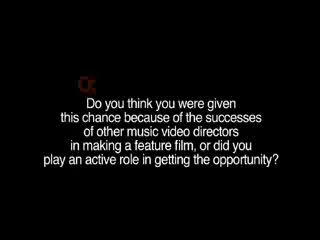 Q:
Do you think you were given
this chance because of the successes
of other music video directors
in making a feature film, or did you
play an active role in getting the opportunity?